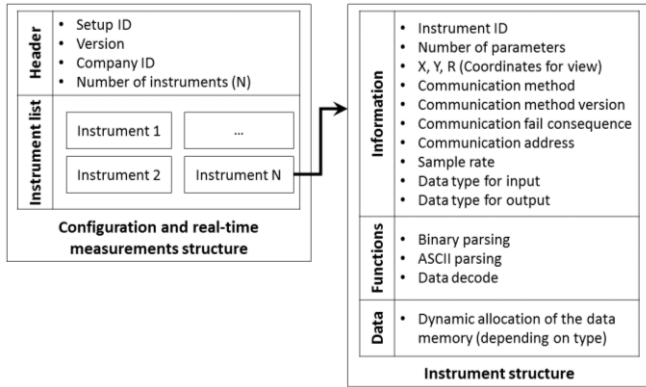 Header
• Setup ID
• Version
• Company ID
• Number of instruments (N)
Instrument list
Instrument 1
...
Instrument 2
Instrument N
Configuration and real-time
measurements structure
Information
• Instrument ID
• Number of parameters
• X, Y, R (Coordinates for view)
• Communication method
• Communication method version
• Communication fail consequence
• Communication address
• Sample rate
• Data type for input
• Data type for output
Functions
• Binary parsing
• ASCII parsing
• Data decode
Data
• Dynamic allocation of the data
memory (depending on type)
Instrument structure